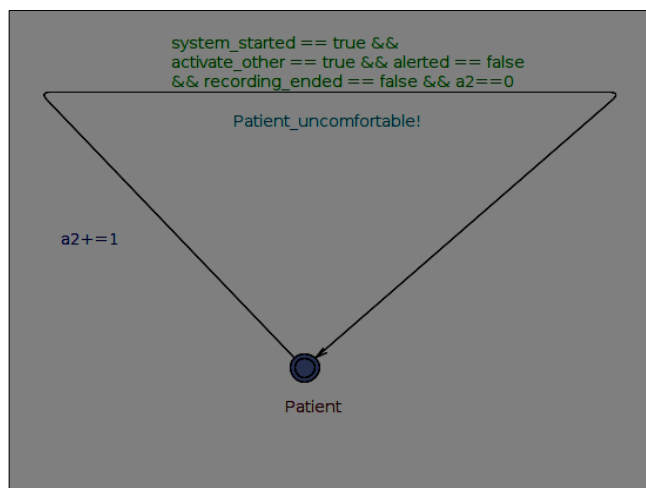 system_started == true &&
activate_other == true && alerted == false
&& recording_ended == false && a2==0
Patient_uncomfortable!
a2+=1
Patient